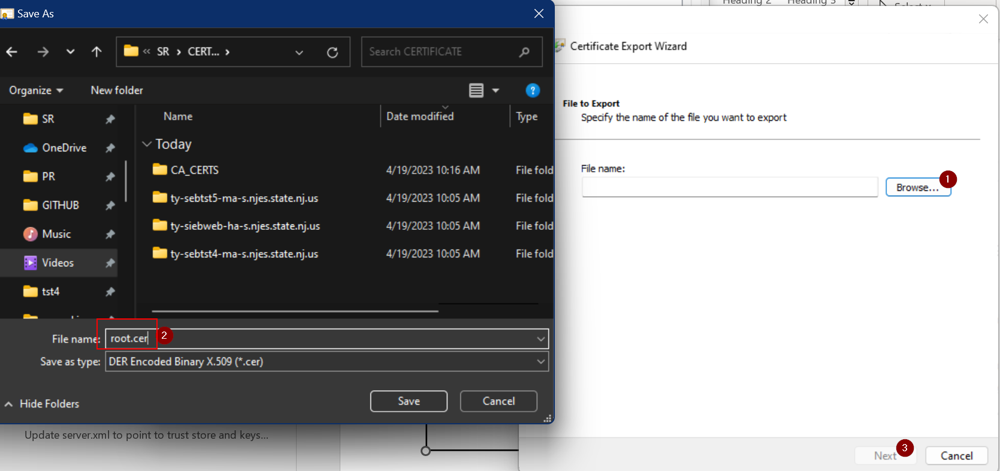 Save As
« SR › CERT... ›
Search CERTIFICATE
Organize
New folder
?
SR
OneDrive
PR
GITHUB
Music
Videos
tst4
Name
Date modified
Type
Today
CA_CERTS 4/19/2023 10:16 AM File fold
ty-sebtst5-ma-s.njes.state.nj.us 4/19/2023 10:05 AM File fold
ty-siebweb-ha-s.njes.state.nj.us 4/19/2023 10:05 AM File fold
ty-sebtst4-ma-s.njes.state.nj.us 4/19/2023 10:05 AM File fold
File name: root.cer 2
Save as type: DER Encoded Binary X.509 (*.cer)
Hide Folders
Save
Cancel
Update server.xml to point to trust store and keys...
Heading 2 Heading 3
Certificate Export Wizard
File to Export
Specify the name of the file you want to export
File name:
Browse... 1
Next 3
Cancel